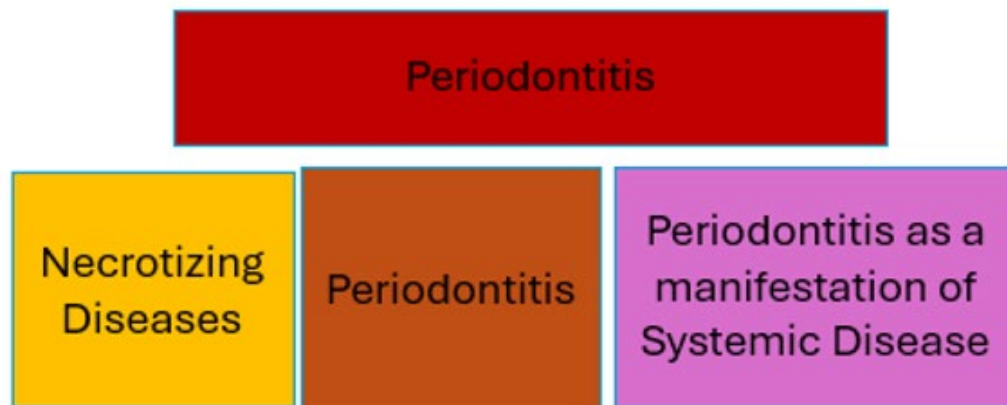 Periodontitis
Necrotizing
Diseases
Periodontitis
Periodontitis as a
manifestation of
Systemic Disease